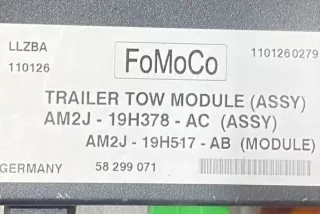 LLZBA FoMoCo 1101260279
110126
TRAILER TOW MODULE (ASSY)
AM2J - 19H378 - AC (ASSY)
AM2J - 19H517 - AB (MODULE)
GERMANY 58 299 071